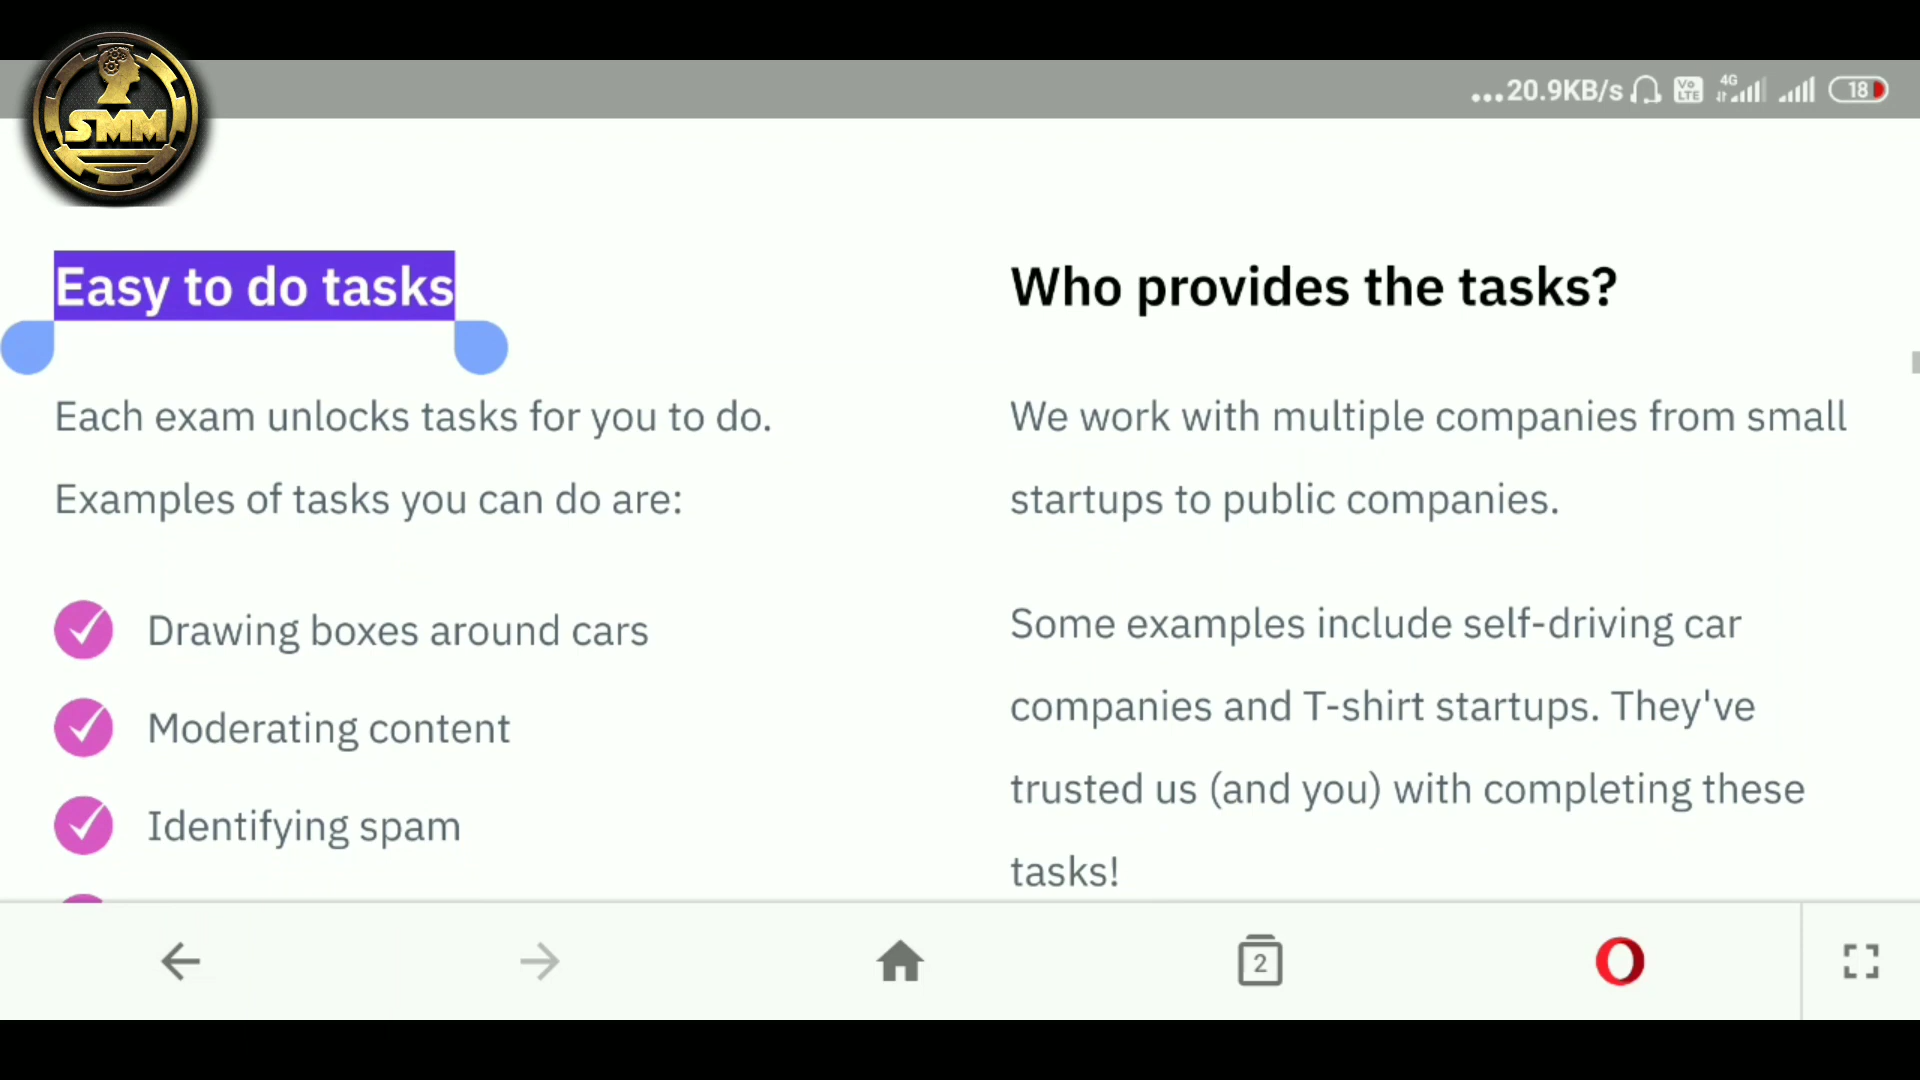 SMM
...20.9KB/s Vo LTE 4G 18
Easy to do tasks
Each exam unlocks tasks for you to do.
Examples of tasks you can do are:
Drawing boxes around cars
Moderating content
Identifying spam
Who provides the tasks?
We work with multiple companies from small
startups to public companies.
Some examples include self-driving car
companies and T-shirt startups. They've
trusted us (and you) with completing these
tasks!
2